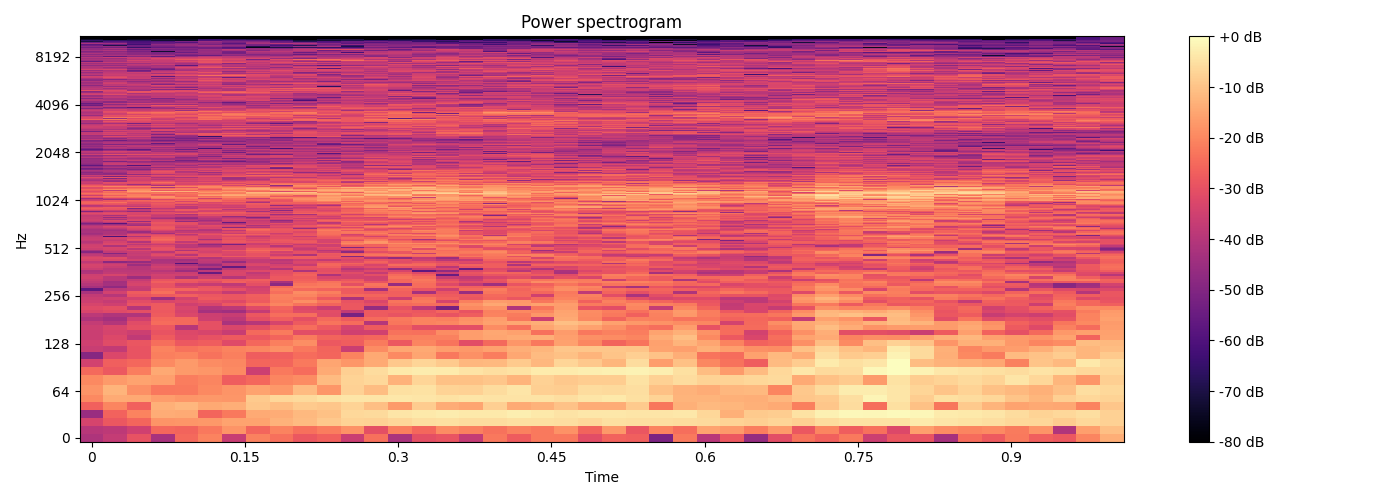 Power spectrogram
Hz
8192
4096
2048
1024
512
256
128
64
0
0 0.15 0.3 0.45 0.6 0.75 0.9
Time
+0 dB
-10 dB
-20 dB
-30 dB
-40 dB
-50 dB
-60 dB
-70 dB
-80 dB